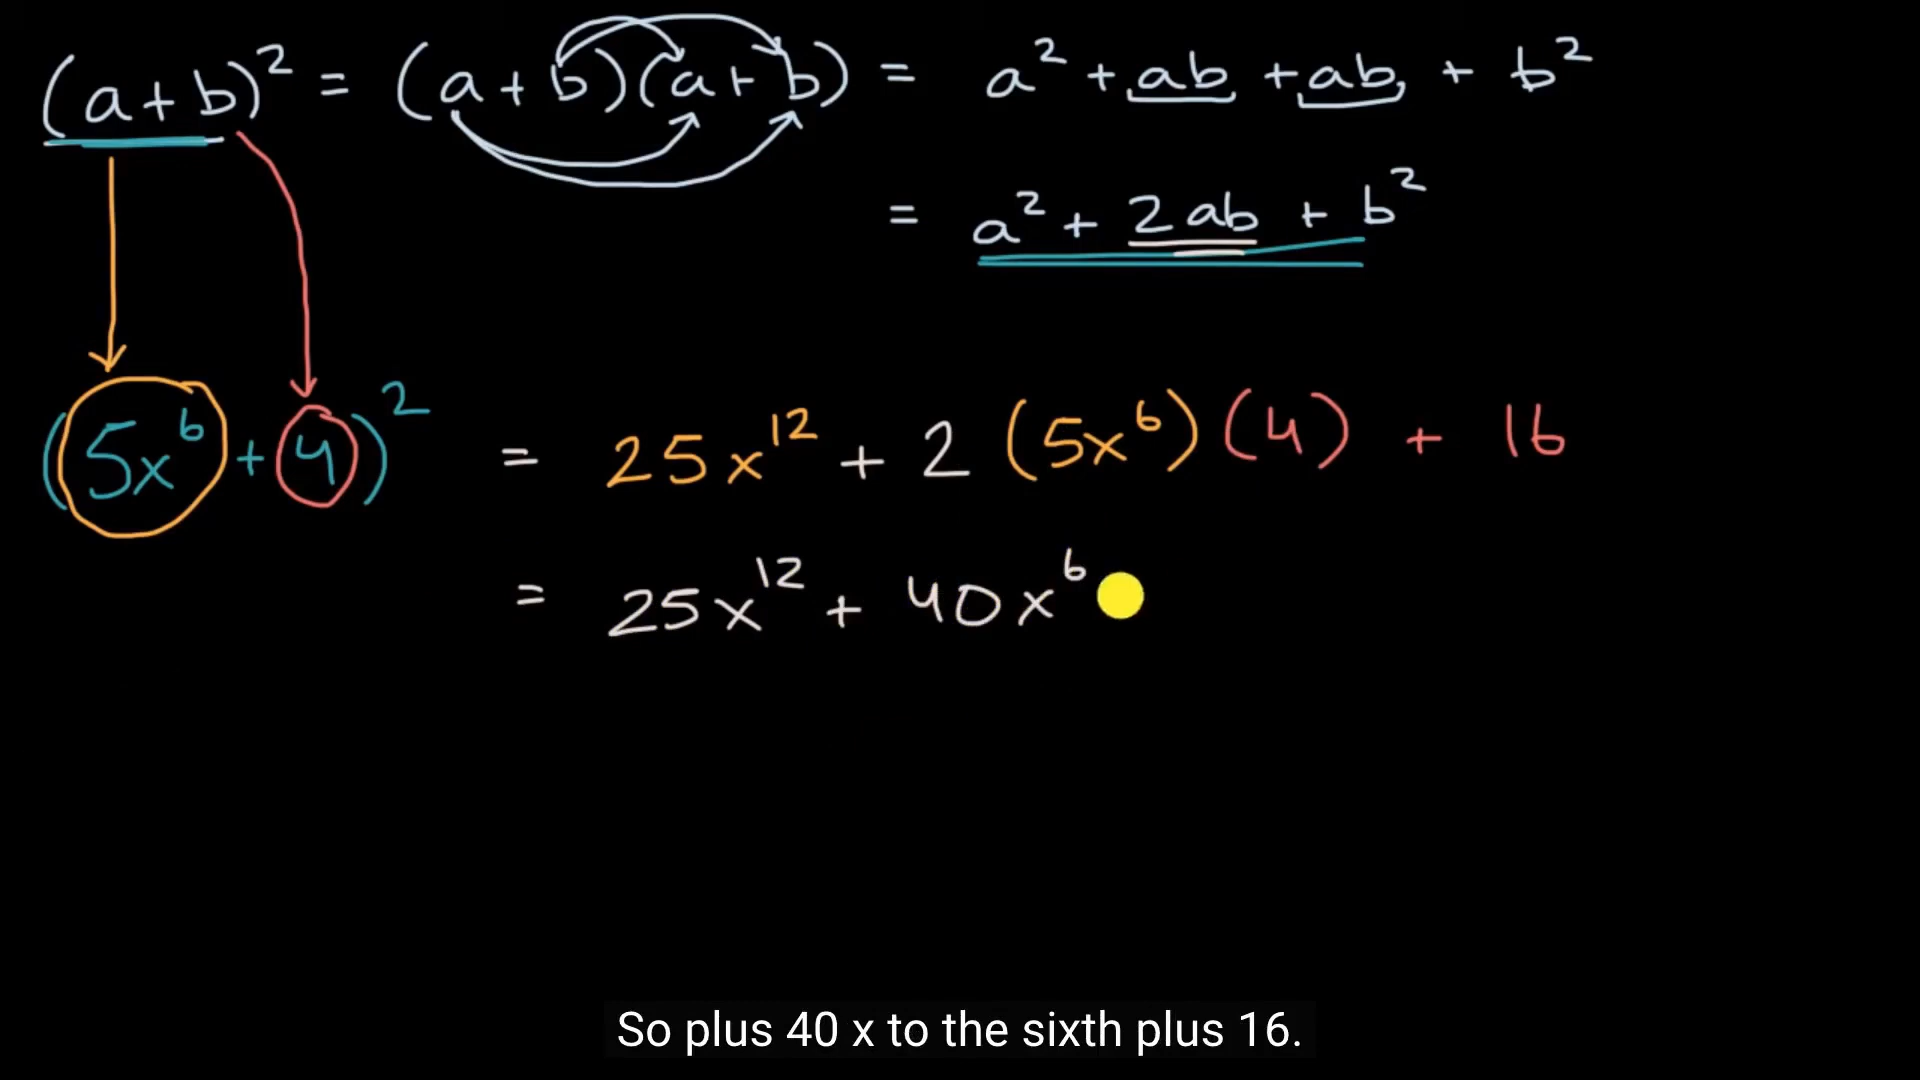 (a+b)² = (a+b)(a+b) = a² + ab + ab + b²
= a² + 2ab + b²
(5x⁶+4)² = 25x¹² + 2(5x⁶)(4) + 16
= 25x¹² + 40x⁶
So plus 40 x to the sixth plus 16.